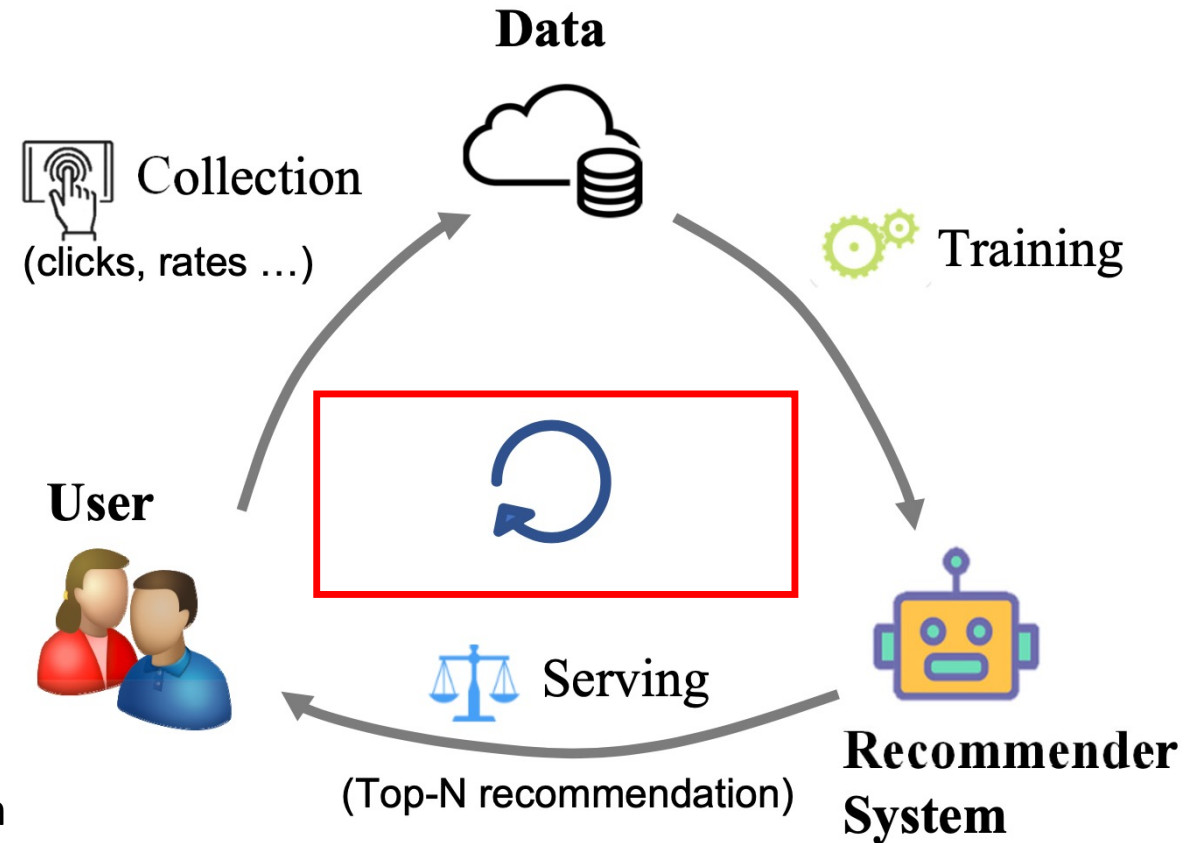 Data
Collection
(clicks, rates …)
Training
User
Serving
(Top-N recommendation)
Recommender
System